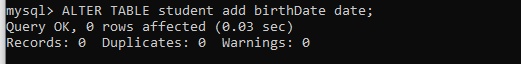 mysql> ALTER TABLE student add birthDate date;
Query OK, 0 rows affected (0.03 sec)
Records: 0  Duplicates: 0  Warnings: 0